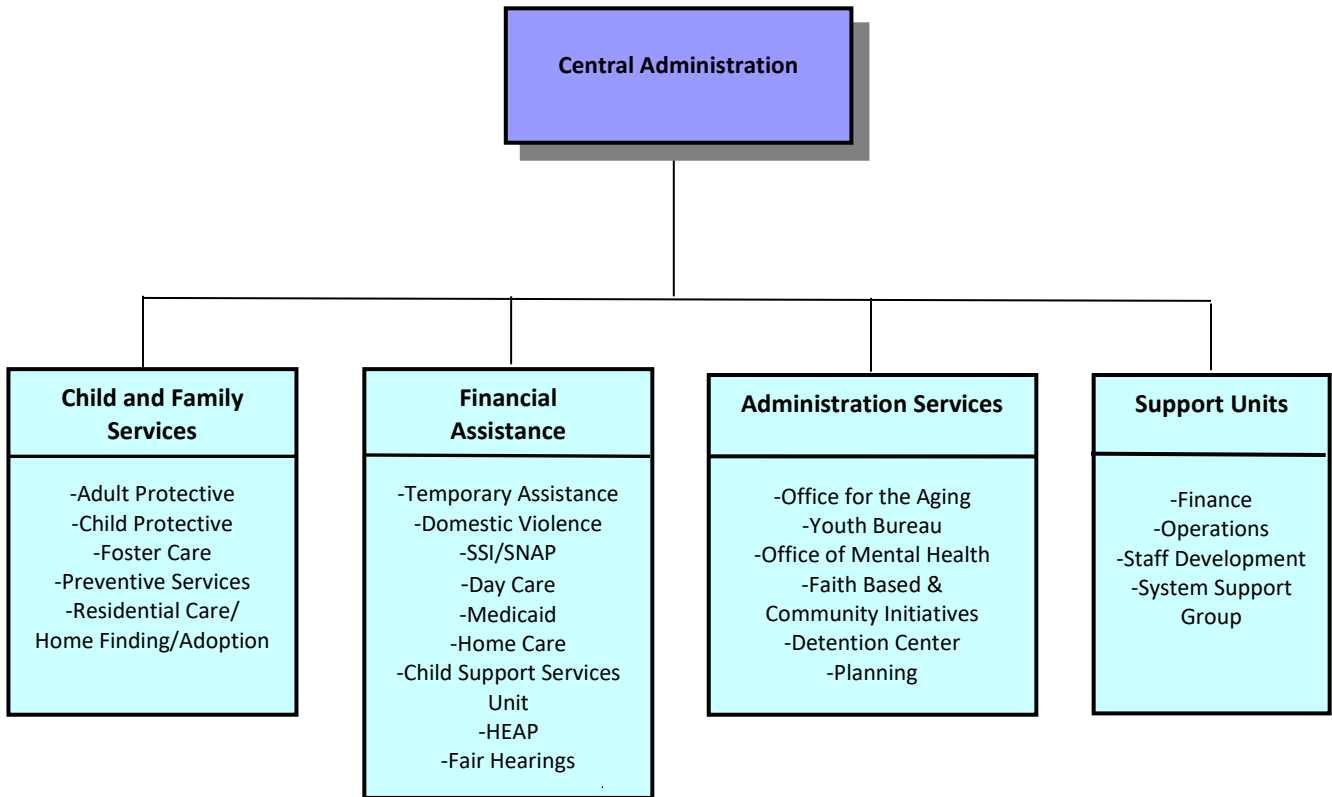 Central Administration
Child and Family
Services
-Adult Protective
-Child Protective
-Foster Care
-Preventive Services
-Residential Care/
Home Finding/Adoption
Financial
Assistance
-Temporary Assistance
-Domestic Violence
-SSI/SNAP
-Day Care
-Medicaid
-Home Care
-Child Support Services
Unit
-HEAP
-Fair Hearings
.
Administration Services
-Office for the Aging
-Youth Bureau
-Office of Mental Health
-Faith Based &
Community Initiatives
-Detention Center
-Planning
Support Units
-Finance
-Operations
-Staff Development
-System Support
Group